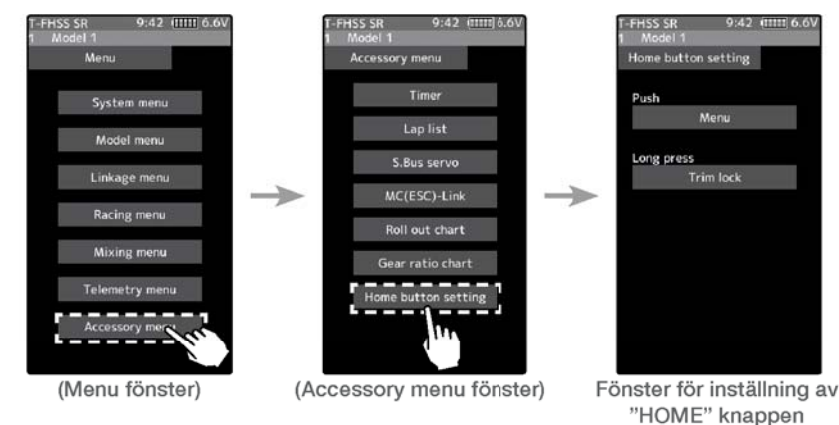 T-FHSS SR 9:42 6.6V
1 Model 1
Menu
System menu
Model menu
Linkage menu
Racing menu
Mixing menu
Telemetry menu
Accessory menu
(Menu fönster)
T-FHSS SR 9:42 6.6V
1 Model 1
Accessory menu
Timer
Lap list
S.Bus servo
MC(ESC)-Link
Roll out chart
Gear ratio chart
Home button setting
(Accessory menu fönster)
T-FHSS SR 9:42 6.6V
1 Model 1
Home button setting
Push
Menu
Long press
Trim lock
Fönster för inställning av
”HOME” knappen